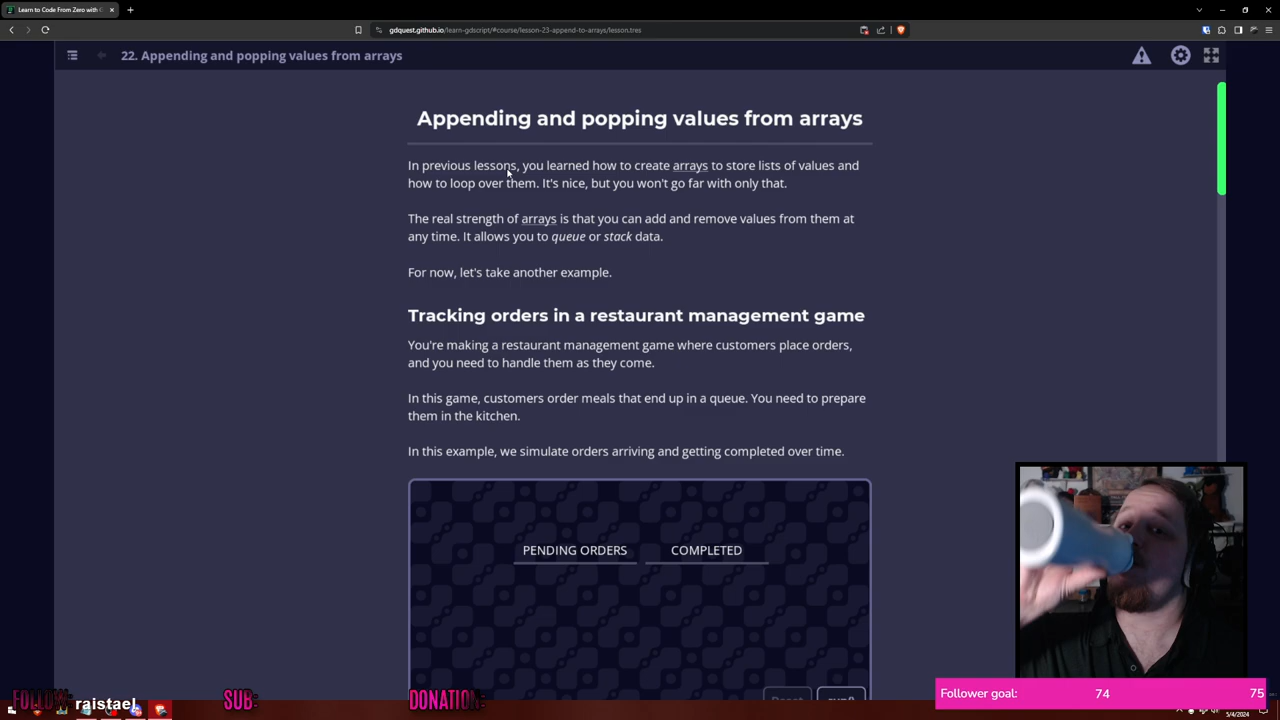 Learn to Code From Zero with
gdquest.github.io/learn-gdscript/#course/lesson-23-append-to-arrays/lesson.tres
22. Appending and popping values from arrays
Appending and popping values from arrays
In previous lessons, you learned how to create arrays to store lists of values and
how to loop over them. It's nice, but you won't go far with only that.
The real strength of arrays is that you can add and remove values from them at
any time. It allows you to queue or stack data.
For now, let's take another example.
Tracking orders in a restaurant management game
You're making a restaurant management game where customers place orders,
and you need to handle them as they come.
In this game, customers order meals that end up in a queue. You need to prepare
them in the kitchen.
In this example, we simulate orders arriving and getting completed over time.
PENDING ORDERS COMPLETED
FOLLOW: raistael SUB: DONATION:
Follower goal: 74 75
5/4/2024